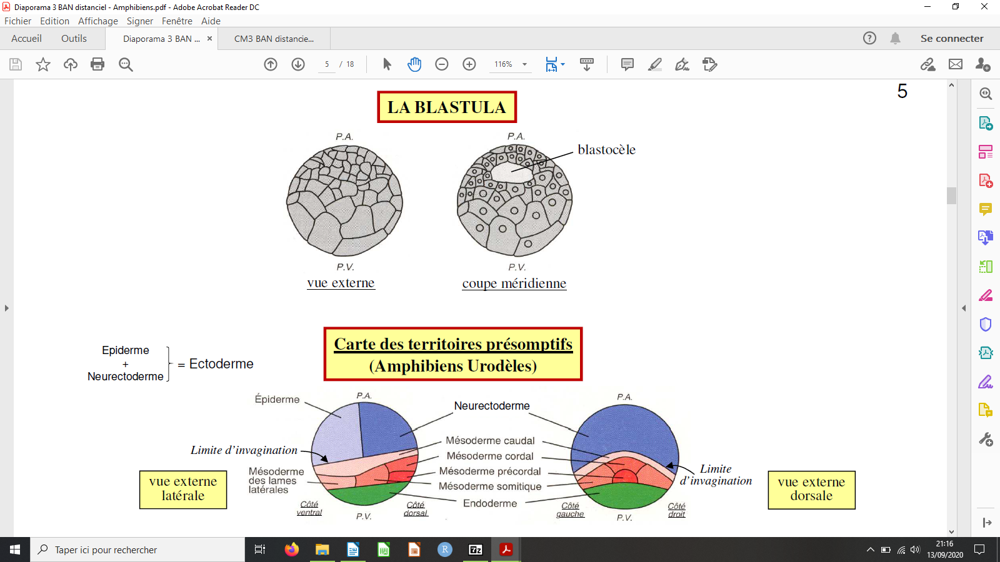 Diaporama 3 BAN distanciel - Amphibiens.pdf - Adobe Acrobat Reader DC
Fichier Edition Affichage Signer Fenêtre Aide
Accueil Outils Diaporama 3 BAN ... × CM3 BAN distancie... ? Se connecter
5 / 18 116%
5
LA BLASTULA
P.A. P.A.
blastocèle
P.V. P.V.
vue externe coupe méridienne
Epiderme
+
Neurectoderme
= Ectoderme
Carte des territoires présomptifs
(Amphibiens Urodèles)
Épiderme P.A. Neurectoderme P.A.
Limite d'invagination
Mésoderme caudal
Mésoderme cordal
Mésoderme précordal
Mésoderme somitique
Endoderme
Mésoderme
des lames
latérales
Limite
d'invagination
vue externe
latérale
Côté
ventral
P.V.
Côté
dorsal
Côté
gauche
P.V.
Côté
droit
vue externe
dorsale
Taper ici pour rechercher
R
7z
21:16
13/09/2020